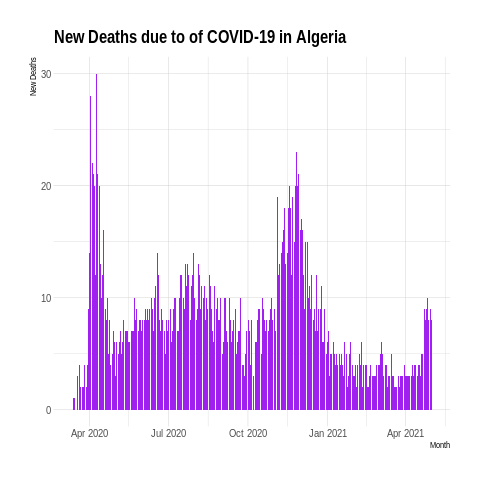 New Deaths due to of COVID-19 in Algeria
New Deaths
30
20
10
0
Apr 2020 Jul 2020 Oct 2020 Jan 2021 Apr 2021
Month